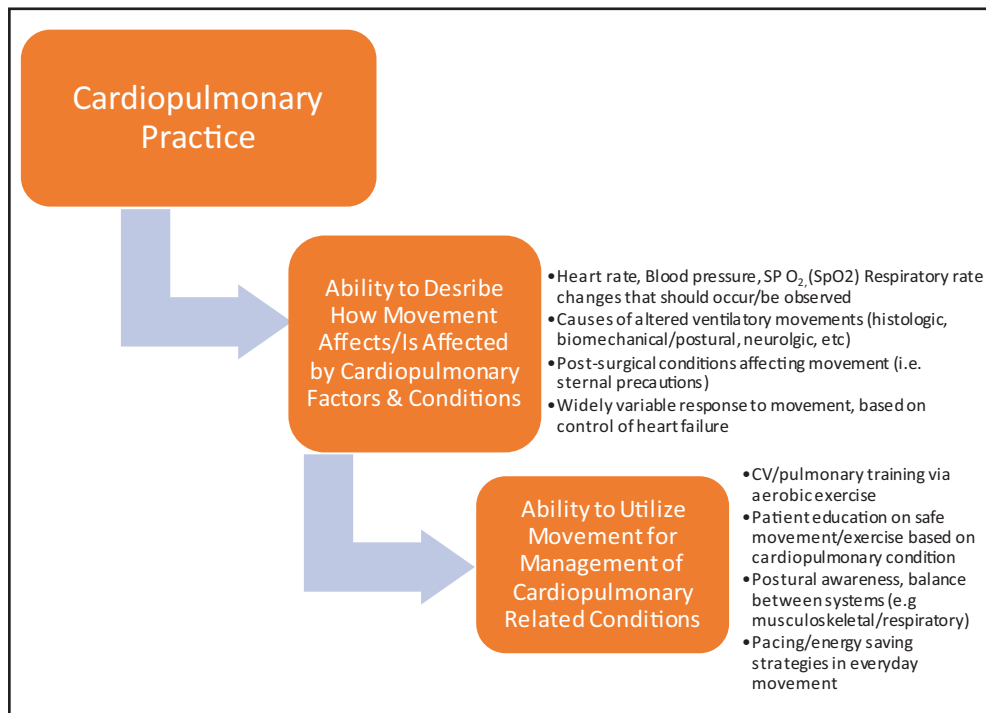 Cardiopulmonary
Practice
Ability to Desribe
How Movement
Affects/Is Affected
by Cardiopulmonary
Factors & Conditions
•Heart rate, Blood pressure, SP O2, (SpO2) Respiratory rate
changes that should occur/be observed
•Causes of altered ventilatory movements (histologic,
biomechanical/postural, neurolgic, etc)
•Post-surgical conditions affecting movement (i.e.
sternal precautions)
•Widely variable response to movement, based on
control of heart failure
Ability to Utilize
Movement for
Management of
Cardiopulmonary
Related Conditions
•CV/pulmonary training via
aerobic exercise
•Patient education on safe
movement/exercise based on
cardiopulmonary condition
•Postural awareness, balance
between systems (e.g
musculoskeletal/respiratory)
•Pacing/energy saving
strategies in everyday
movement